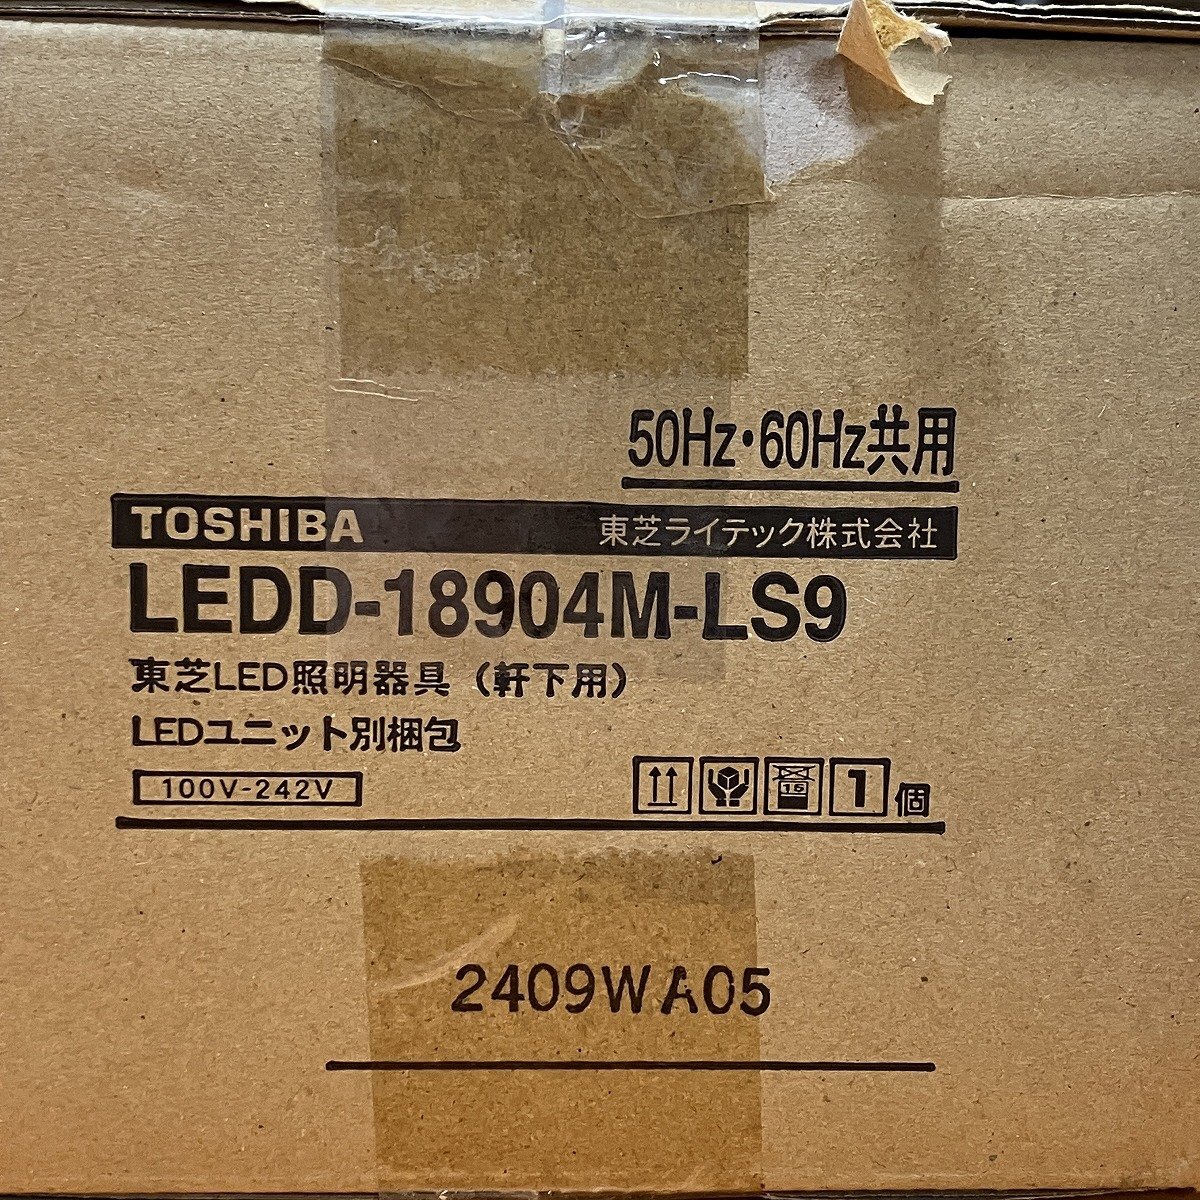 50Hz・60Hz共用
TOSHIBA 東芝ライテック株式会社
LEDD-18904M-LS9
東芝LED照明器具（軒下用）
LEDユニット別梱包
100V-242V
15 1個
2409WA05